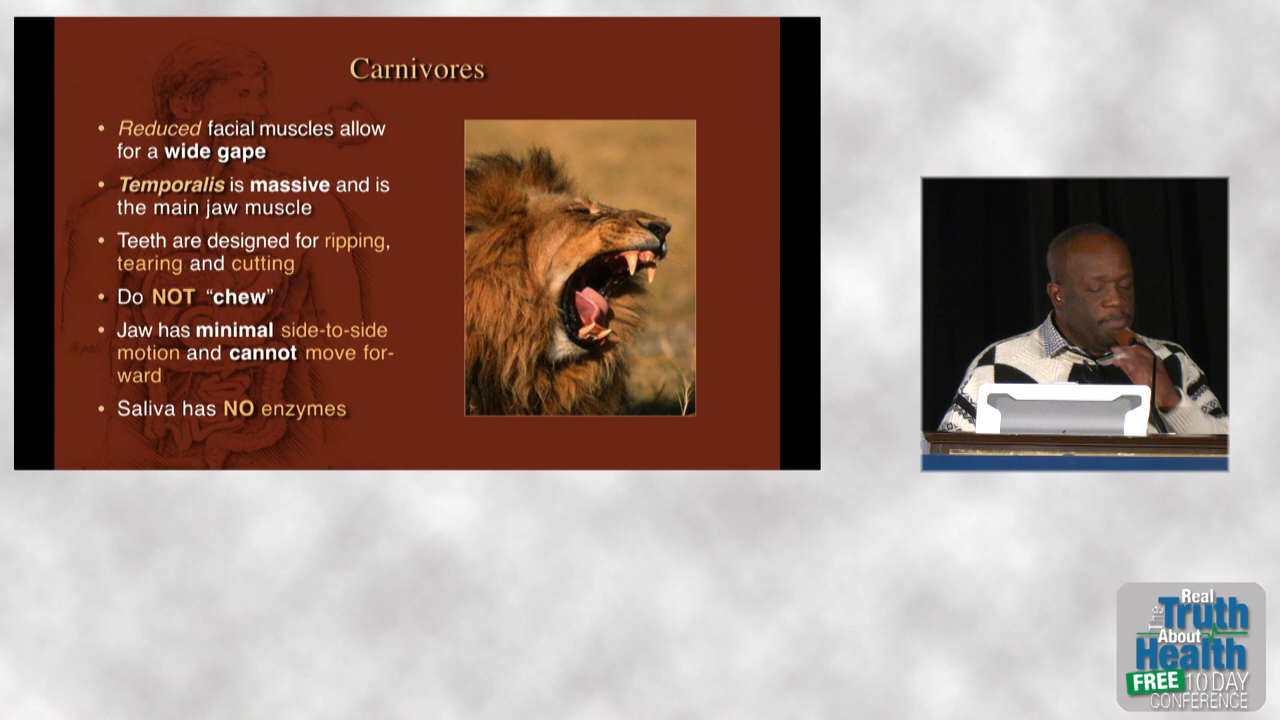 Carnivores
• Reduced facial muscles allow
for a wide gape
• Temporalis is massive and is
the main jaw muscle
• Teeth are designed for ripping,
tearing and cutting
• Do NOT “chew”
• Jaw has minimal side-to-side
motion and cannot move for-
ward
• Saliva has NO enzymes
The Real
Truth
About
Health
FREE 10 DAY
CONFERENCE